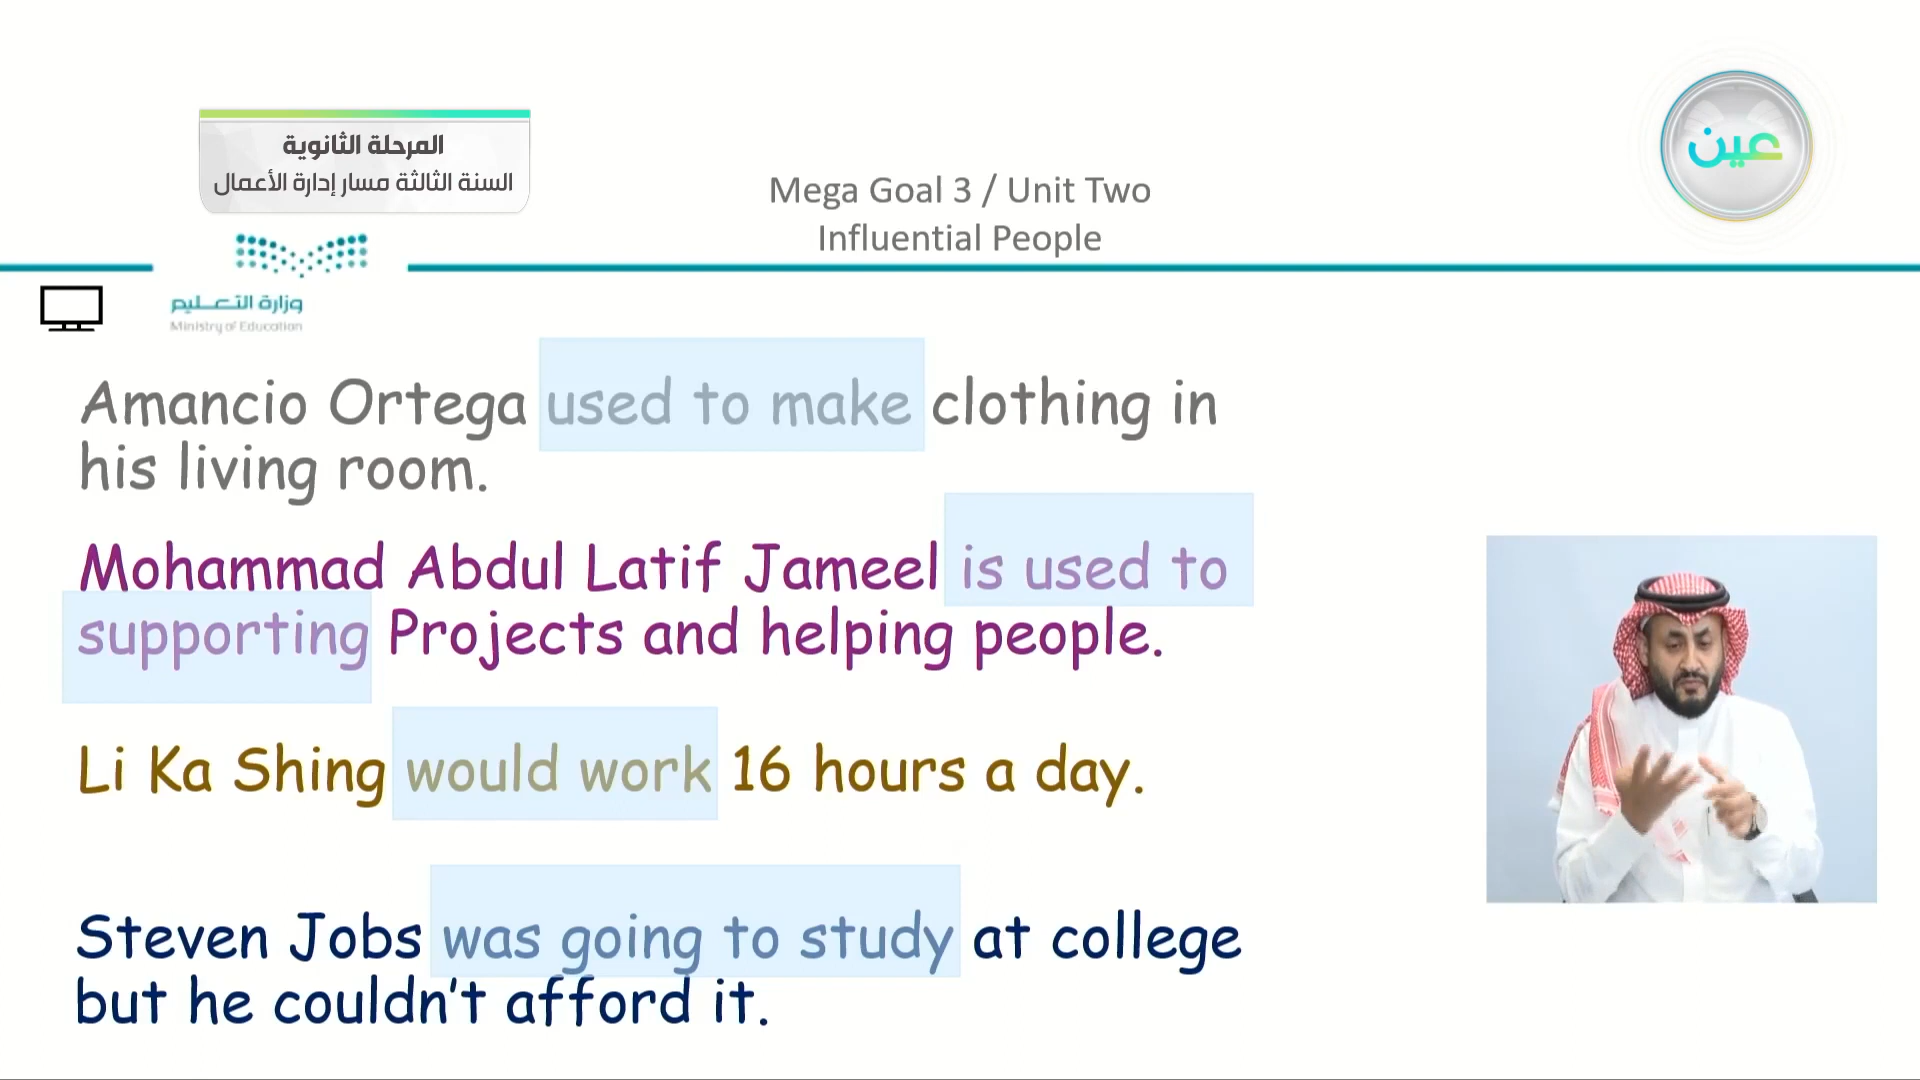 المرحلة الثانوية
السنة الثالثة مسار إدارة الأعمال
عين
Mega Goal 3 / Unit Two
Influential People
وزارة التعليم
Ministry of Education
Amancio Ortega used to make clothing in
his living room.
Mohammad Abdul Latif Jameel is used to
supporting Projects and helping people.
Li Ka Shing would work 16 hours a day.
Steven Jobs was going to study at college
but he couldn't afford it.